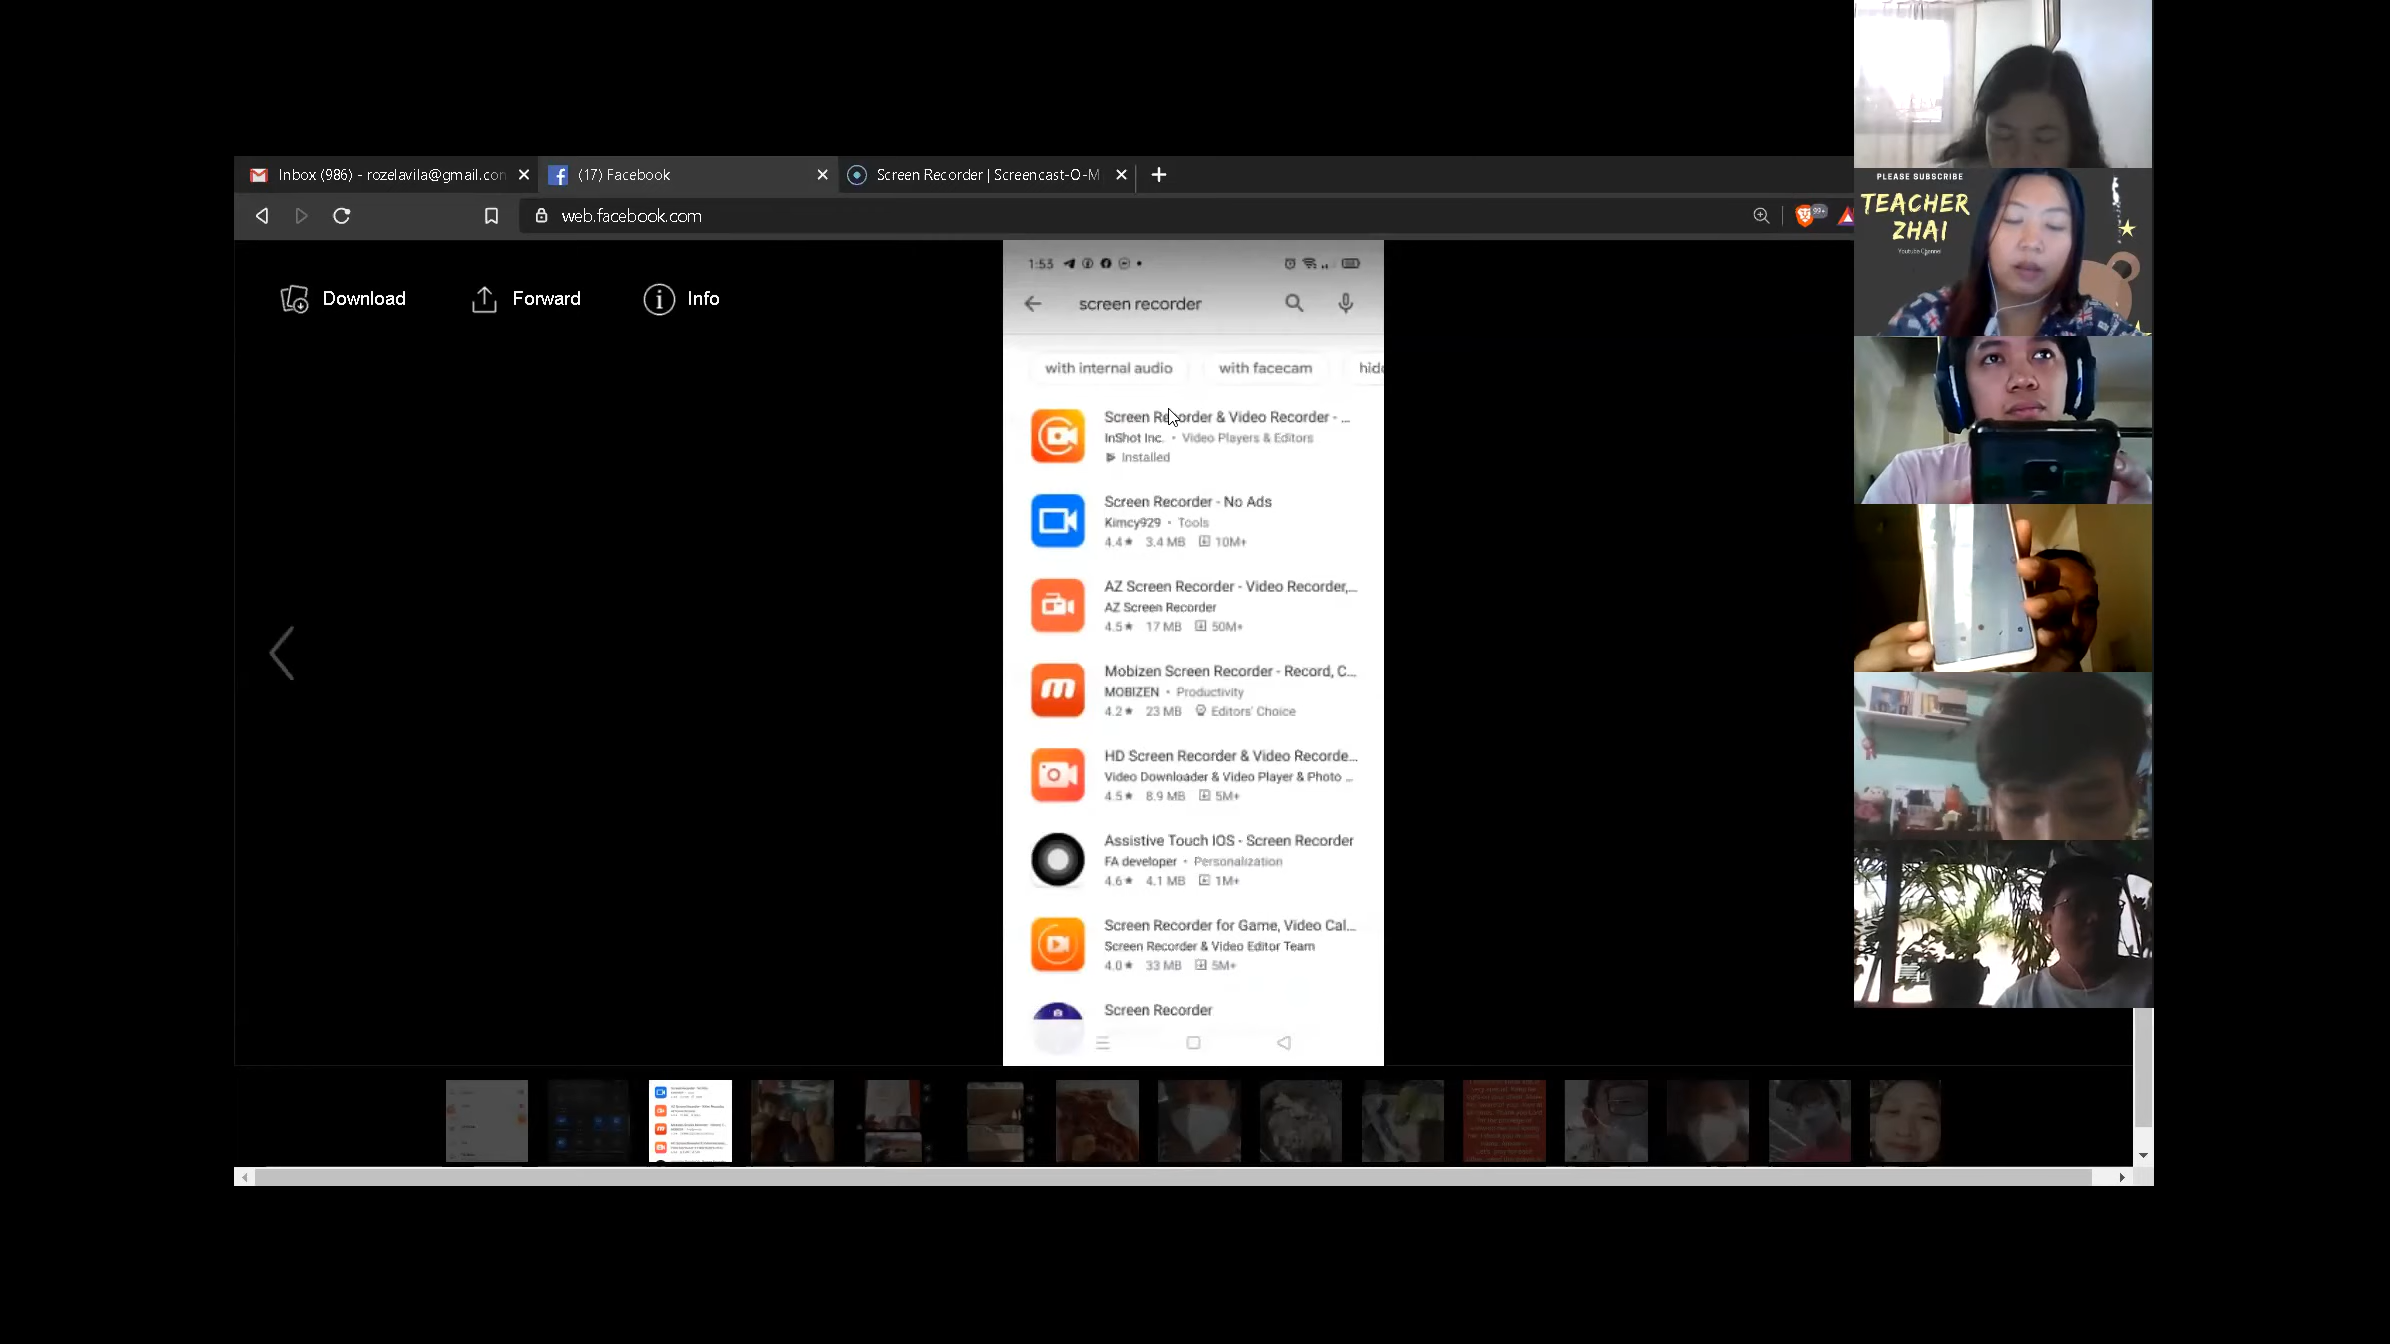 Inbox (986) - rozelavila@gmail.con
(17) Facebook
Screen Recorder | Screencast-O-M
web.facebook.com
99+
Download
Forward
Info
1:53
screen recorder
with internal audio
with facecam
hid
Screen Recorder & Video Recorder - ...
InShot Inc. • Video Players & Editors
Installed
Screen Recorder - No Ads
Kimcy929 • Tools
4.4★ 3.4 MB 10M+
AZ Screen Recorder - Video Recorder,...
AZ Screen Recorder
4.5★ 17 MB 50M+
Mobizen Screen Recorder - Record, C...
MOBIZEN • Productivity
4.2★ 23 MB Editors' Choice
HD Screen Recorder & Video Recorde...
Video Downloader & Video Player & Photo ...
4.5★ 8.9 MB 5M+
Assistive Touch IOS - Screen Recorder
FA developer • Personalization
4.6★ 4.1 MB 1M+
Screen Recorder for Game, Video Cal...
Screen Recorder & Video Editor Team
4.0★ 33 MB 5M+
Screen Recorder
PLEASE SUBSCRIBE
TEACHER
ZHAI
Youtube Channel